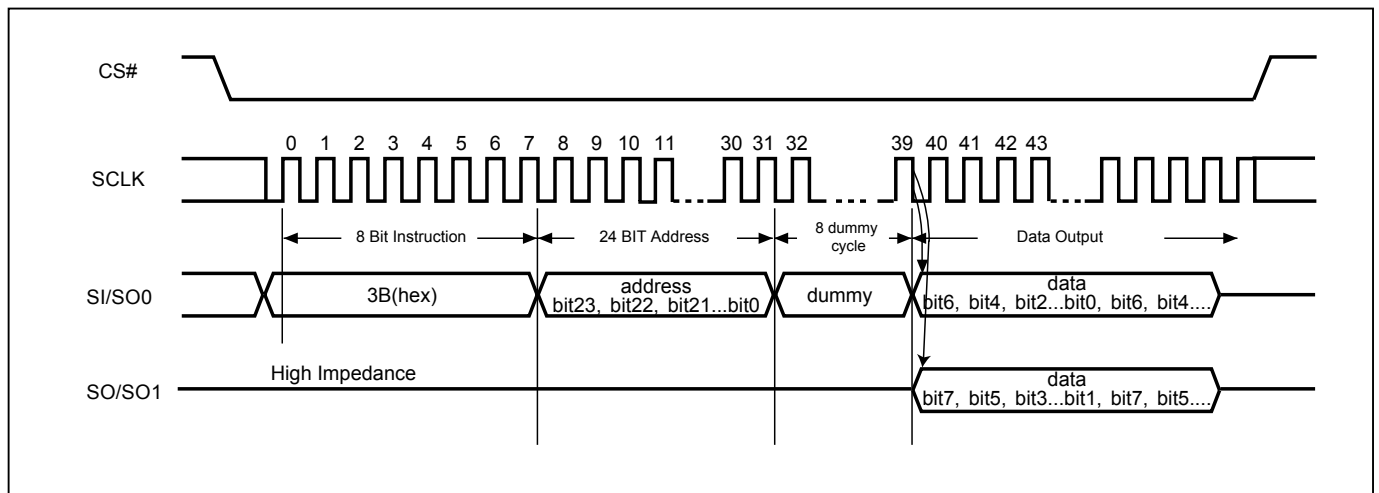 CS#
0 1 2 3 4 5 6 7 8 9 10 11 30 31 32 39 40 41 42 43
SCLK
8 Bit Instruction
24 BIT Address
8 dummy
cycle
Data Output
SI/SO0
3B(hex)
address
bit23, bit22, bit21...bit0
dummy
data
bit6, bit4, bit2...bit0, bit6, bit4....
High Impedance
SO/SO1
data
bit7, bit5, bit3...bit1, bit7, bit5....